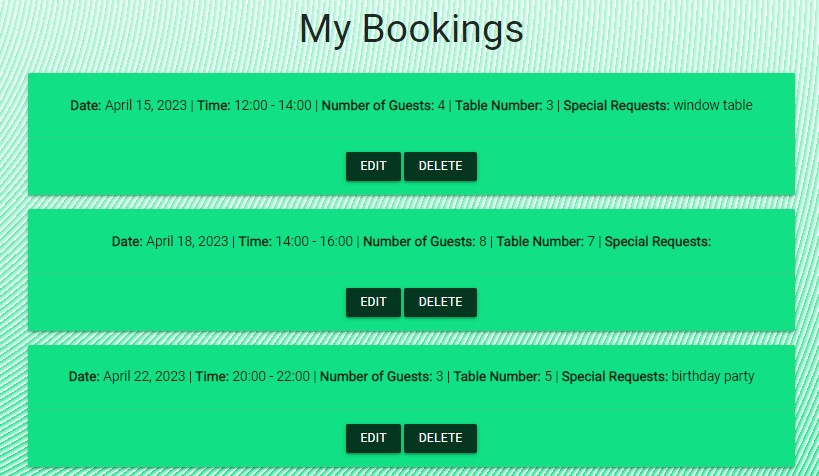 My Bookings
Date: April 15, 2023 | Time: 12:00 - 14:00 | Number of Guests: 4 | Table Number: 3 | Special Requests: window table
EDIT DELETE
Date: April 18, 2023 | Time: 14:00 - 16:00 | Number of Guests: 8 | Table Number: 7 | Special Requests:
EDIT DELETE
Date: April 22, 2023 | Time: 20:00 - 22:00 | Number of Guests: 3 | Table Number: 5 | Special Requests: birthday party
EDIT DELETE